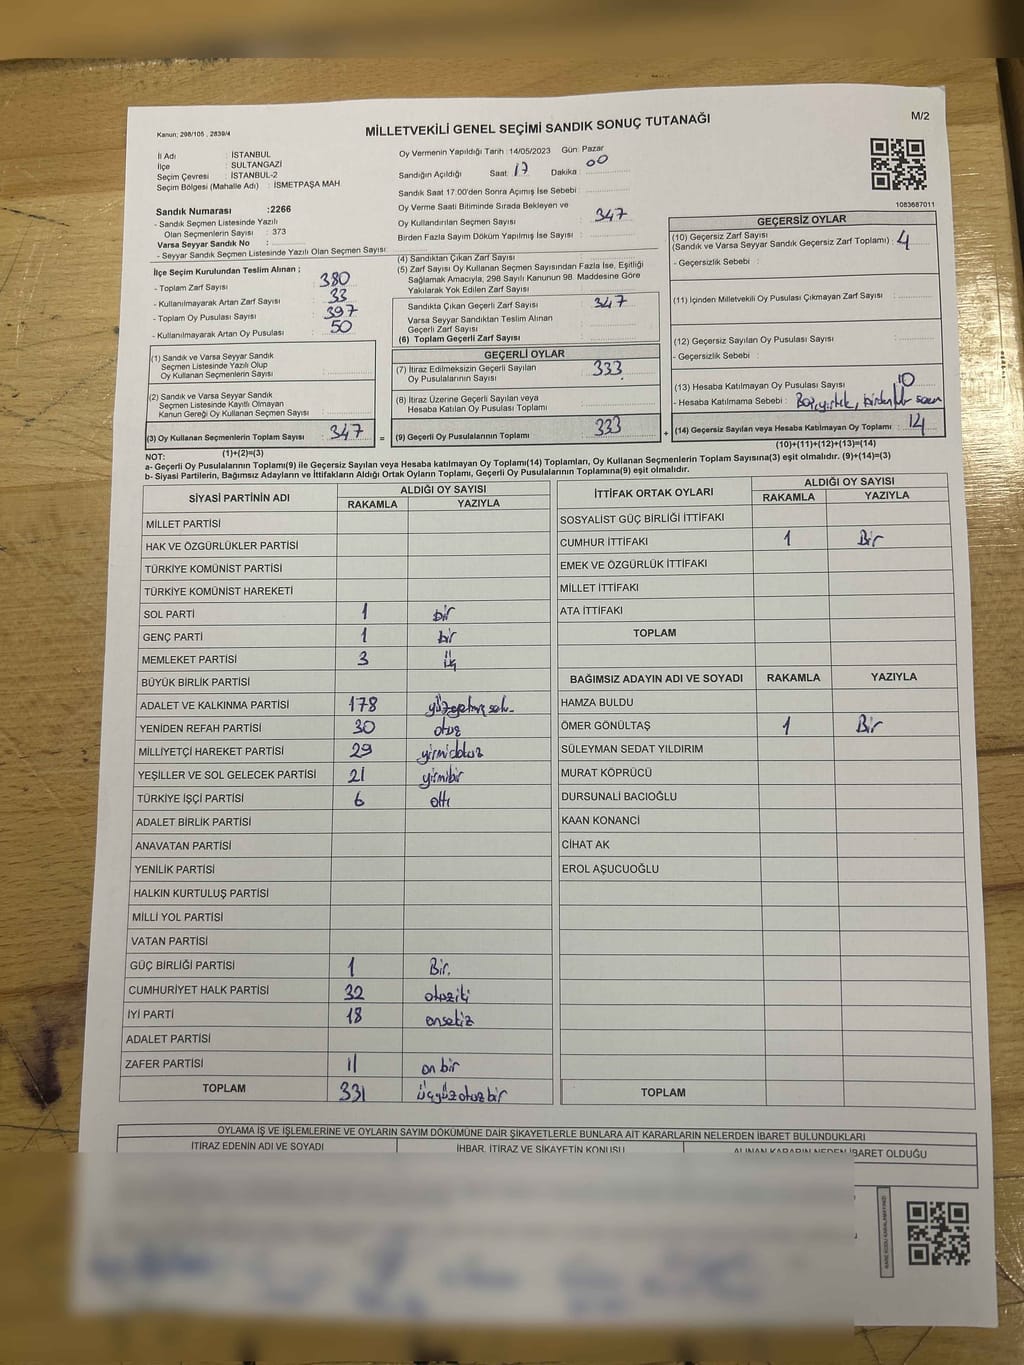 Kanun; 298/105 , 2839/4
MİLLETVEKİLİ GENEL SEÇİMİ SANDIK SONUÇ TUTANAĞI
M/2
İl Adı : İSTANBUL
İlçe : SULTANGAZİ
Seçim Çevresi : İSTANBUL-2
Seçim Bölgesi (Mahalle Adı) : İSMETPAŞA MAH
Sandık Numarası :2266
- Sandık Seçmen Listesinde Yazılı
Olan Seçmenlerin Sayısı : 373
Varsa Seyyar Sandık No :
- Seyyar Sandık Seçmen Listesinde Yazılı Olan Seçmen Sayısı:
Oy Vermenin Yapıldığı Tarih : 14/05/2023 Gün: Pazar
Sandığın Açıldığı Saat: 17 Dakika : 00
Sandık Saat 17.00'den Sonra Açımış İse Sebebi :
Oy Verme Saati Bitiminde Sırada Bekleyen ve
Oy Kullandırılan Seçmen Sayısı : 347
Birden Fazla Sayım Döküm Yapılmış İse Sayısı :
1083687011
İlçe Seçim Kurulundan Teslim Alınan ;
- Toplam Zarf Sayısı : 380
- Kullanılmayarak Artan Zarf Sayısı : 33
- Toplam Oy Pusulası Sayısı : 397
- Kullanılmayarak Artan Oy Pusulası : 50
(1) Sandık ve Varsa Seyyar Sandık
Seçmen Listesinde Yazılı Olup
Oy Kullanan Seçmenlerin Sayısı :
(2) Sandık ve Varsa Seyyar Sandık
Seçmen Listesinde Kayıtlı Olmayan
Kanun Gereği Oy Kullanan Seçmen Sayısı :
(3) Oy Kullanan Seçmenlerin Toplam Sayısı : 347 =
(1)+(2)=(3)
(4) Sandıktan Çıkan Zarf Sayısı :
(5) Zarf Sayısı Oy Kullanan Seçmen Sayısından Fazla İse, Eşitliği
Sağlamak Amacıyla, 298 Sayılı Kanunun 98. Maddesine Göre
Yakılarak Yok Edilen Zarf Sayısı :
Sandıkta Çıkan Geçerli Zarf Sayısı : 347
Varsa Seyyar Sandıktan Teslim Alınan
Geçerli Zarf Sayısı :
(6) Toplam Geçerli Zarf Sayısı :
GEÇERLİ OYLAR
(7) İtiraz Edilmeksizin Geçerli Sayılan
Oy Pusulalarının Sayısı : 333
(8) İtiraz Üzerine Geçerli Sayılan veya
Hesaba Katılan Oy Pusulası Toplamı :
(9) Geçerli Oy Pusulalarının Toplamı : 333 +
GEÇERSİZ OYLAR
(10) Geçersiz Zarf Sayısı
(Sandık ve Varsa Seyyar Sandık Geçersiz Zarf Toplamı) : 4
- Geçersizlik Sebebi :
(11) İçinden Milletvekili Oy Pusulası Çıkmayan Zarf Sayısı :
(12) Geçersiz Sayılan Oy Pusulası Sayısı :
- Geçersizlik Sebebi :
(13) Hesaba Katılmayan Oy Pusulası Sayısı : 10
- Hesaba Katılmama Sebebi :
(14) Geçersiz Sayılan veya Hesaba Katılmayan Oy Toplamı : 14
(10)+(11)+(12)+(13)=(14)
NOT:
a- Geçerli Oy Pusulalarının Toplamı(9) ile Geçersiz Sayılan veya Hesaba katılmayan Oy Toplamı(14) Toplamları, Oy Kullanan Seçmenlerin Toplam Sayısına(3) eşit olmalıdır. (9)+(14)=(3)
b- Siyasi Partilerin, Bağımsız Adayların ve İttifakların Aldığı Ortak Oyların Toplamı, Geçerli Oy Pusulalarının Toplamına(9) eşit olmalıdır.
SİYASİ PARTİNİN ADI ALDIĞI OY SAYISI
RAKAMLA YAZIYLA
MİLLET PARTİSİ
HAK VE ÖZGÜRLÜKLER PARTİSİ
TÜRKİYE KOMÜNİST PARTİSİ
TÜRKİYE KOMÜNİST HAREKETİ
SOL PARTİ 1 bir
GENÇ PARTİ 1 bir
MEMLEKET PARTİSİ 3 üç
BÜYÜK BİRLİK PARTİSİ
ADALET VE KALKINMA PARTİSİ 178
YENİDEN REFAH PARTİSİ 30 otuz
MİLLİYETÇİ HAREKET PARTİSİ 29 yirmidokuz
YEŞİLLER VE SOL GELECEK PARTİSİ 21 yirmibir
TÜRKİYE İŞÇİ PARTİSİ 6 altı
ADALET BİRLİK PARTİSİ
ANAVATAN PARTİSİ
YENİLİK PARTİSİ
HALKIN KURTULUŞ PARTİSİ
MİLLİ YOL PARTİSİ
VATAN PARTİSİ
GÜÇ BİRLİĞİ PARTİSİ 1 Bir.
CUMHURİYET HALK PARTİSİ 32 otuziki
İYİ PARTİ 18 onsekiz
ADALET PARTİSİ
ZAFER PARTİSİ 11 on bir
TOPLAM 331 üçyüzotuzbir
İTTİFAK ORTAK OYLARI ALDIĞI OY SAYISI
RAKAMLA YAZIYLA
SOSYALİST GÜÇ BİRLİĞİ İTTİFAKI
CUMHUR İTTİFAKI 1 Bir
EMEK VE ÖZGÜRLÜK İTTİFAKI
MİLLET İTTİFAKI
ATA İTTİFAKI
TOPLAM
BAĞIMSIZ ADAYIN ADI VE SOYADI RAKAMLA YAZIYLA
HAMZA BULDU
ÖMER GÖNÜLTAŞ 1 Bir
SÜLEYMAN SEDAT YILDIRIM
MURAT KÖPRÜCÜ
DURSUNALİ BACIOĞLU
KAAN KONANCİ
CİHAT AK
EROL AŞUCUOĞLU
TOPLAM
OYLAMA İŞ VE İŞLEMLERİNE VE OYLARIN SAYIM DÖKÜMÜNE DAİR ŞİKAYETLERLE BUNLARA AİT KARARLARIN NELERDEN İBARET BULUNDUKLARI
İTİRAZ EDENİN ADI VE SOYADI İHBAR, İTİRAZ VE ŞİKAYETİN KONUSU ALINAN KARARIN NEDEN İBARET OLDUĞU